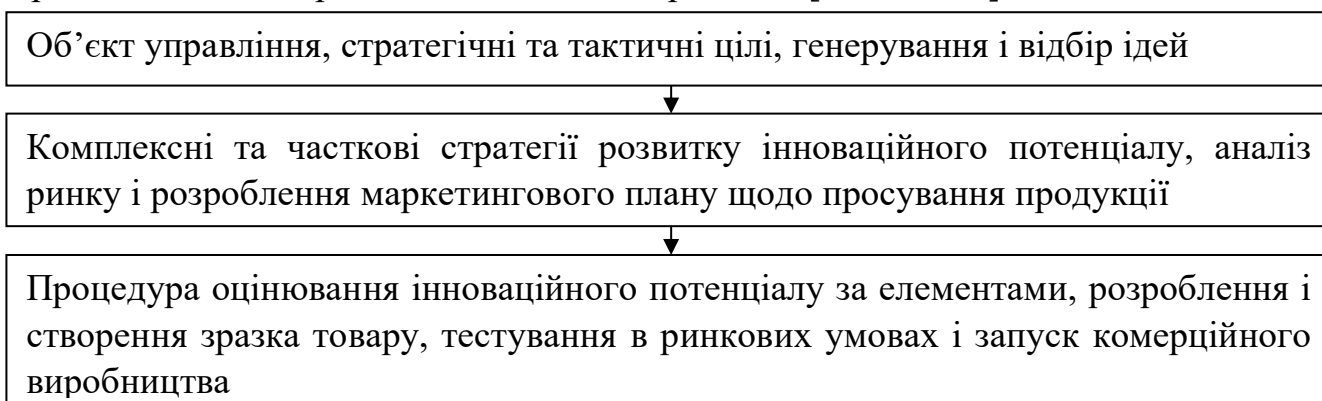 Об’єкт управління, стратегічні та тактичні цілі, генерування і відбір ідей
Комплексні та часткові стратегії розвитку інноваційного потенціалу, аналіз
ринку і розроблення маркетингового плану щодо просування продукції
Процедура оцінювання інноваційного потенціалу за елементами, розроблення і
створення зразка товару, тестування в ринкових умовах і запуск комерційного
виробництва